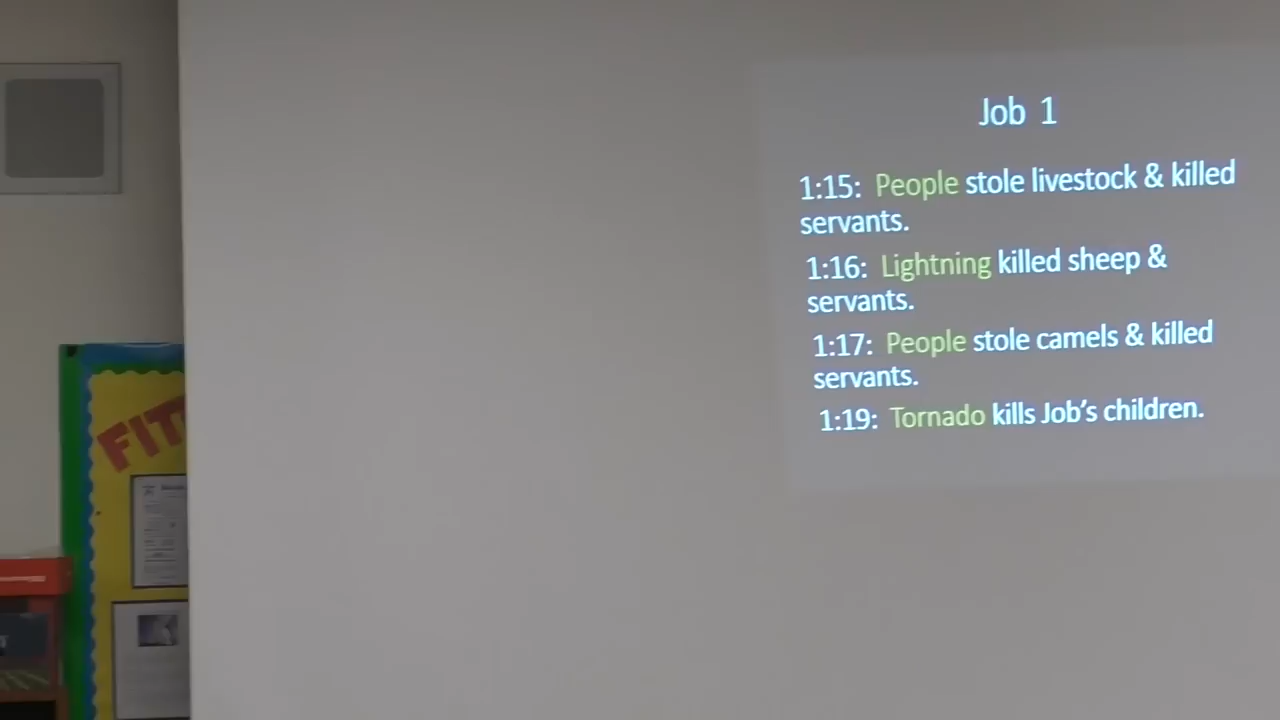 Job 1
1:15: People stole livestock & killed
servants.
1:16: Lightning killed sheep &
servants.
1:17: People stole camels & killed
servants.
1:19: Tornado kills Job's children.